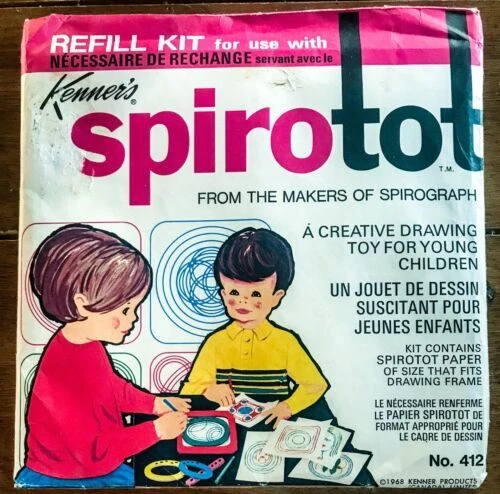 REFILL KIT for use with
NÉCESSAIRE DE RECHANGE servant avec le
Kenner's®
spirotot
T.M.
FROM THE MAKERS OF SPIROGRAPH
A CREATIVE DRAWING
TOY FOR YOUNG
CHILDREN
UN JOUET DE DESSIN
SUSCITANT POUR
JEUNES ENFANTS
KIT CONTAINS
SPIROTOT PAPER
OF SIZE THAT FITS
DRAWING FRAME
LE NÉCESSAIRE RENFERME
LE PAPIER SPIROTOT DE
FORMAT APPROPRIÉ POUR
LE CADRE DE DESSIN
No. 412
©1968 KENNER PRODUCTS
(CANADA) LIMITED